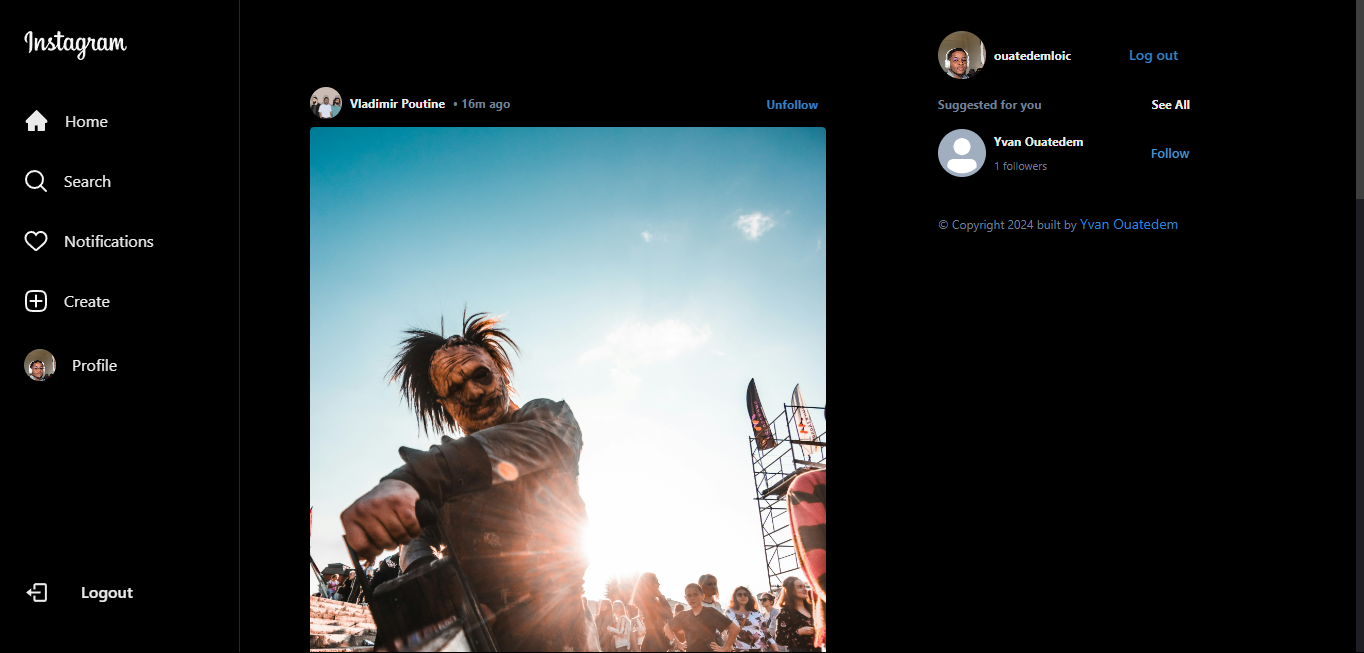 Instagram
Home
Search
Notifications
Create
Profile
Logout
Vladimir Poutine • 16m ago
Unfollow
ouatedemloic
Log out
Suggested for you
See All
Yvan Ouatedem
1 followers
Follow
© Copyright 2024 built by Yvan Ouatedem